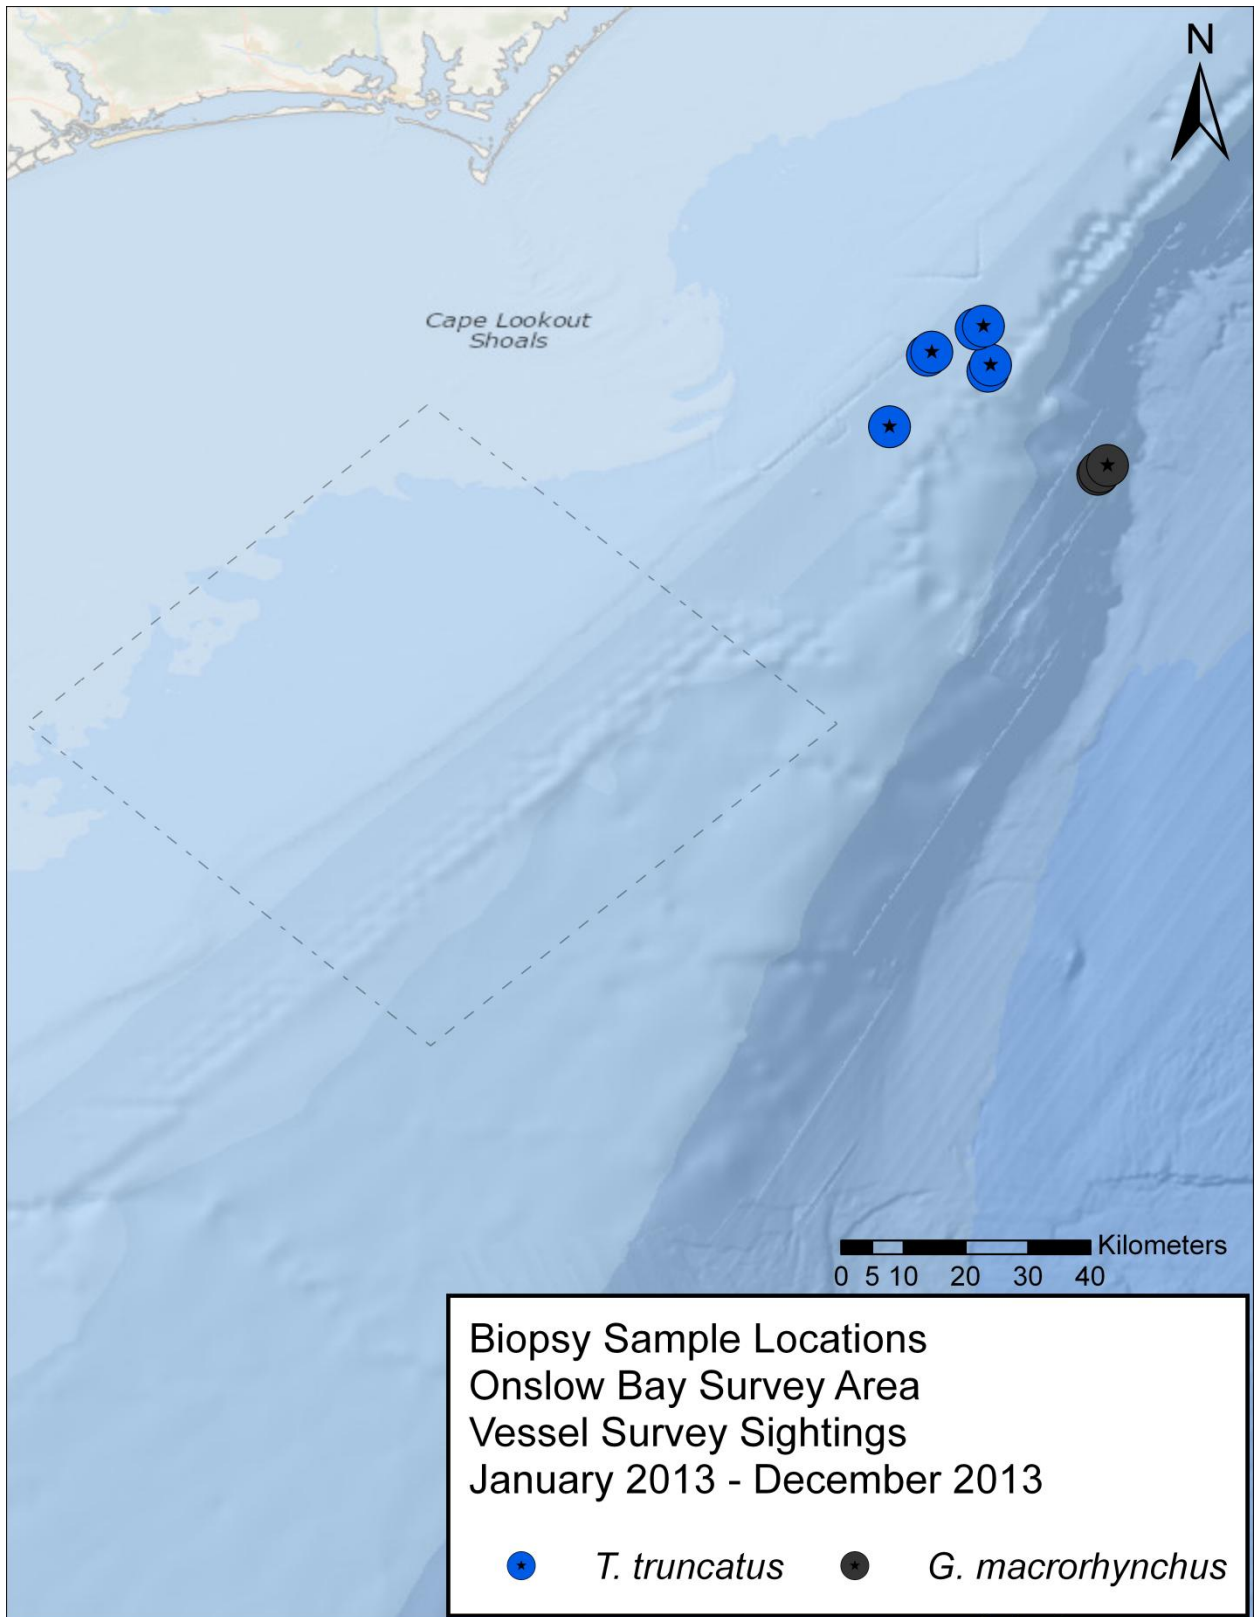 N
Cape Lookout
Shoals
Kilometers
0 5 10 20 30 40
Biopsy Sample Locations
Onslow Bay Survey Area
Vessel Survey Sightings
January 2013 - December 2013
T. truncatus G. macrorhynchus